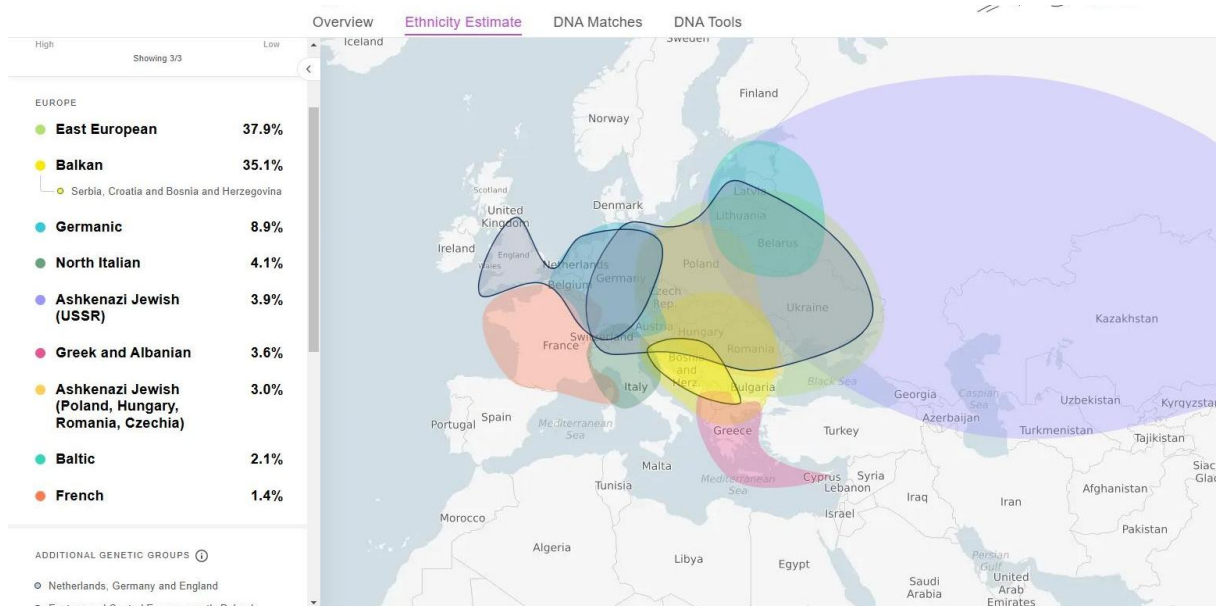 Overview Ethnicity Estimate DNA Matches DNA Tools
High Low
Showing 3/3
EUROPE
East European 37.9%
Balkan 35.1%
Serbia, Croatia and Bosnia and Herzegovina
Germanic 8.9%
North Italian 4.1%
Ashkenazi Jewish 3.9%
(USSR)
Greek and Albanian 3.6%
Ashkenazi Jewish 3.0%
(Poland, Hungary,
Romania, Czechia)
Baltic 2.1%
French 1.4%
ADDITIONAL GENETIC GROUPS
Netherlands, Germany and England
Iceland
Sweden
Finland
Norway
Scotland
United
Kingdom
Denmark
Ireland
England
Wales
Latvia
Lithuania
Belarus
Netherlands
Belgium
Germany
Poland
Czech
Rep.
Ukraine
Kazakhstan
France
Switzerland
Austria
Hungary
Romania
Bosnia
and
Herz.
Italy
Bulgaria
Black Sea
Georgia
Caspian
Sea
Uzbekistan
Kyrgyzstan
Azerbaijan
Turkmenistan
Tajikistan
Portugal
Spain
Mediterranean
Sea
Greece
Turkey
Malta
Tunisia
Mediterranean
Sea
Cyprus
Syria
Lebanon
Iraq
Iran
Afghanistan
Israel
Pakistan
Morocco
Algeria
Libya
Egypt
Persian
Gulf
Saudi
Arabia
United
Arab
Emirates